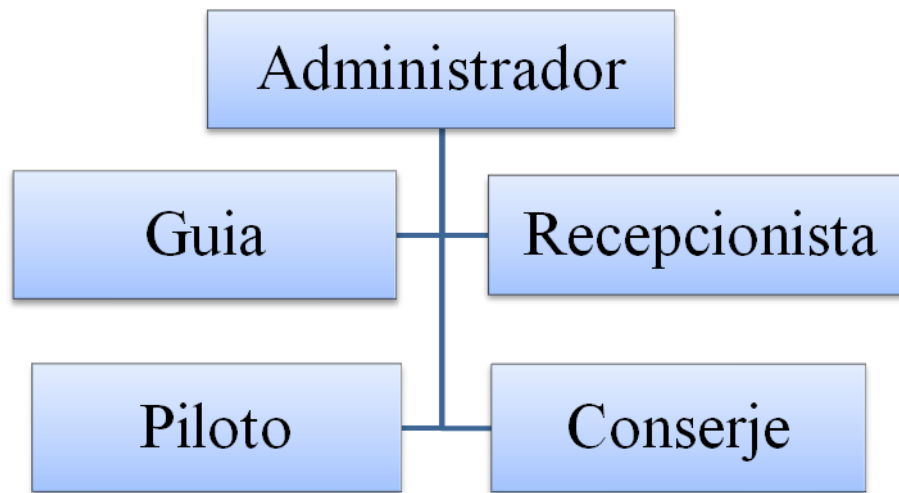 Administrador
Guia
Recepcionista
Piloto
Conserje